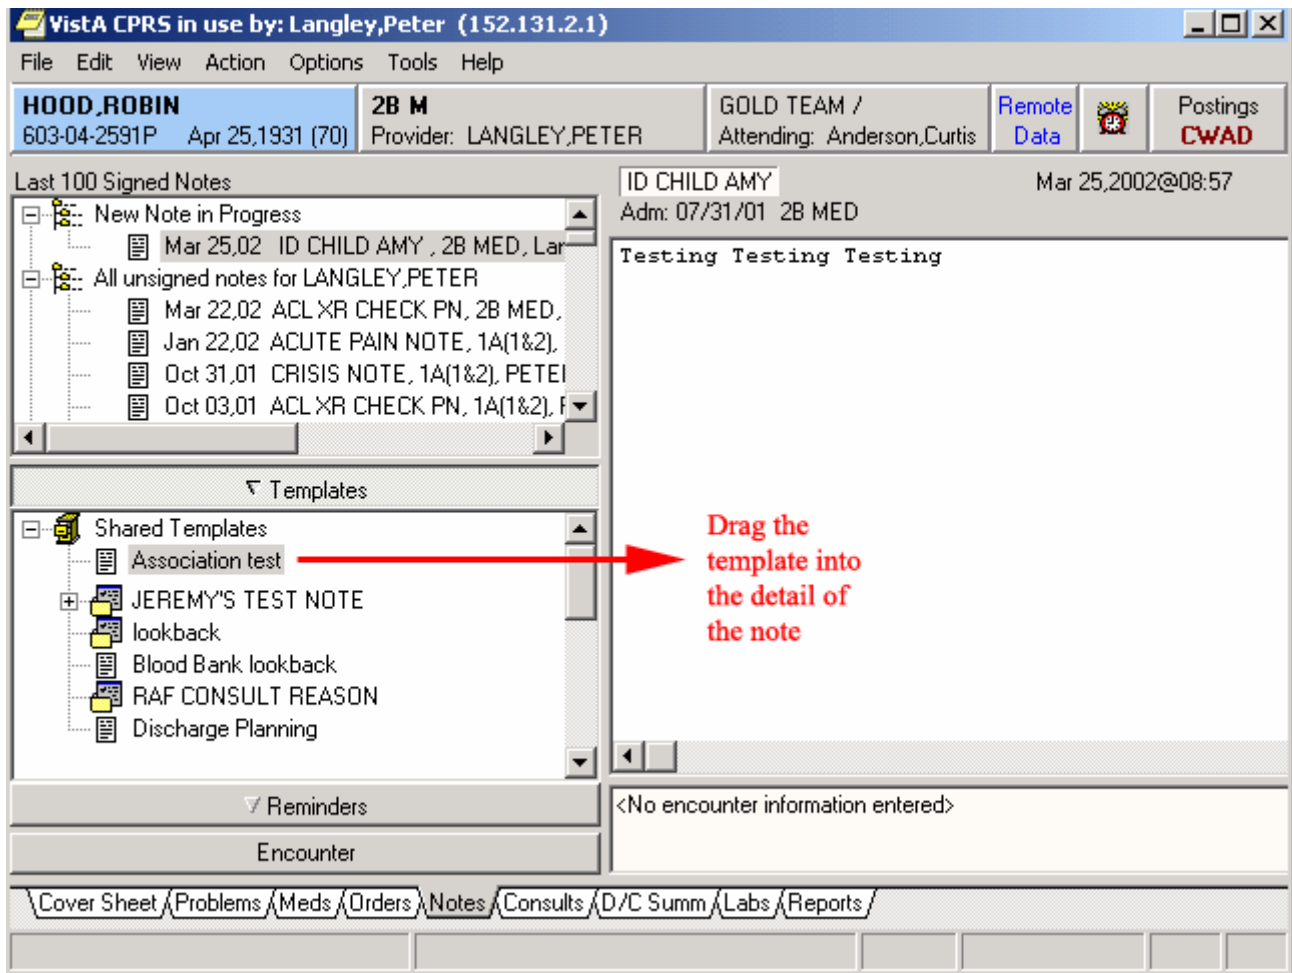 VistA CPRS in use by: Langley,Peter (152.131.2.1)
File Edit View Action Options Tools Help
HOOD,ROBIN
603-04-2591P Apr 25,1931 (70)
2B M
Provider: LANGLEY,PETER
GOLD TEAM /
Attending: Anderson,Curtis
Remote
Data
Postings
CWAD
Last 100 Signed Notes
New Note in Progress
Mar 25,02 ID CHILD AMY , 2B MED, Lar
All unsigned notes for LANGLEY,PETER
Mar 22,02 ACL XR CHECK PN, 2B MED,
Jan 22,02 ACUTE PAIN NOTE, 1A(1&2),
Oct 31,01 CRISIS NOTE, 1A(1&2), PETE
Oct 03,01 ACL XR CHECK PN, 1A(1&2),
Templates
Shared Templates
Association test
JEREMY'S TEST NOTE
lookback
Blood Bank lookback
RAF CONSULT REASON
Discharge Planning
Reminders
Encounter
ID CHILD AMY Mar 25,2002@08:57
Adm: 07/31/01 2B MED
Testing Testing Testing
Drag the
template into
the detail of
the note
<No encounter information entered>
Cover Sheet Problems Meds Orders Notes Consults D/C Summ Labs Reports